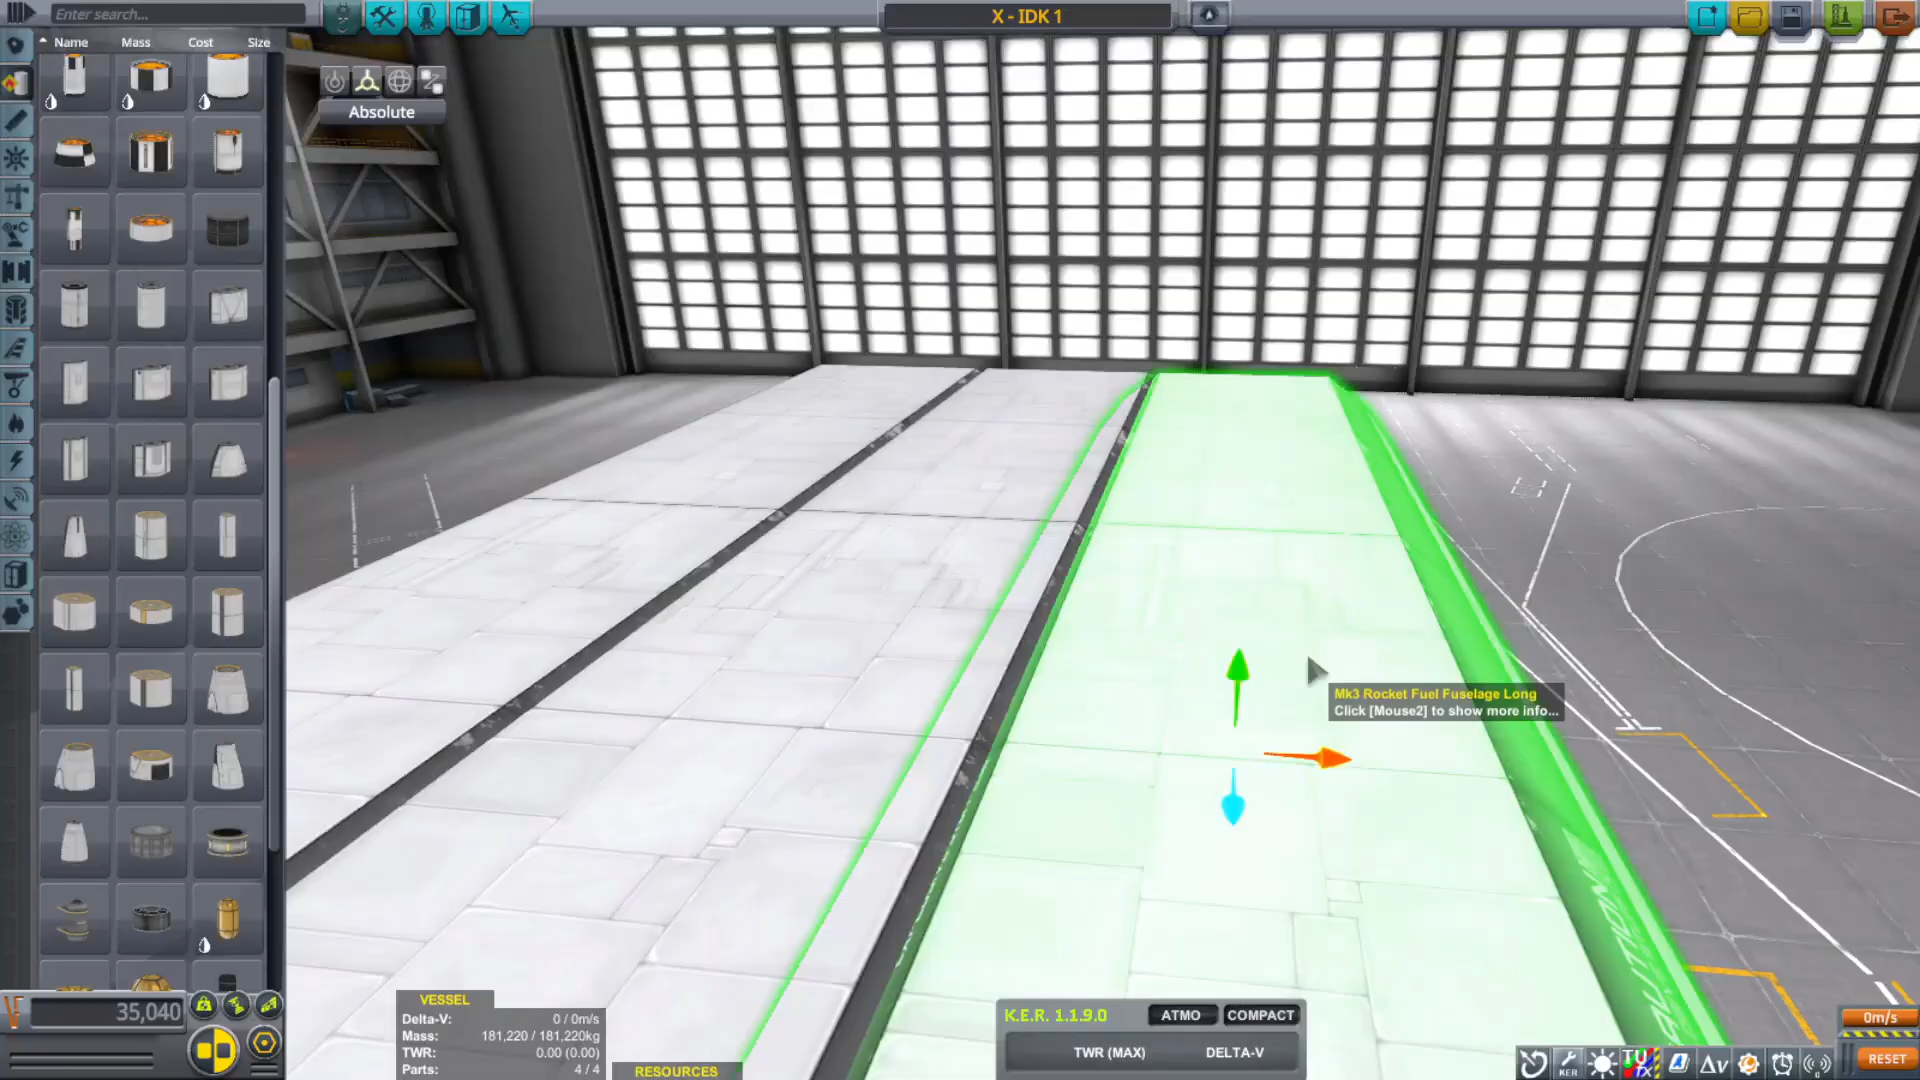 Enter search...
X - IDK 1
Name Mass Cost Size
Absolute
Mk3 Rocket Fuel Fuselage Long
Click [Mouse2] to show more info...
35,040
VESSEL
Delta-V: 0 / 0m/s
Mass: 181,220 / 181,220kg
TWR: 0.00 (0.00)
Parts: 4 / 4
RESOURCES
K.E.R. 1.1.9.0 ATMO COMPACT
TWR (MAX) DELTA-V
0m/s
KER
Δv
RESET